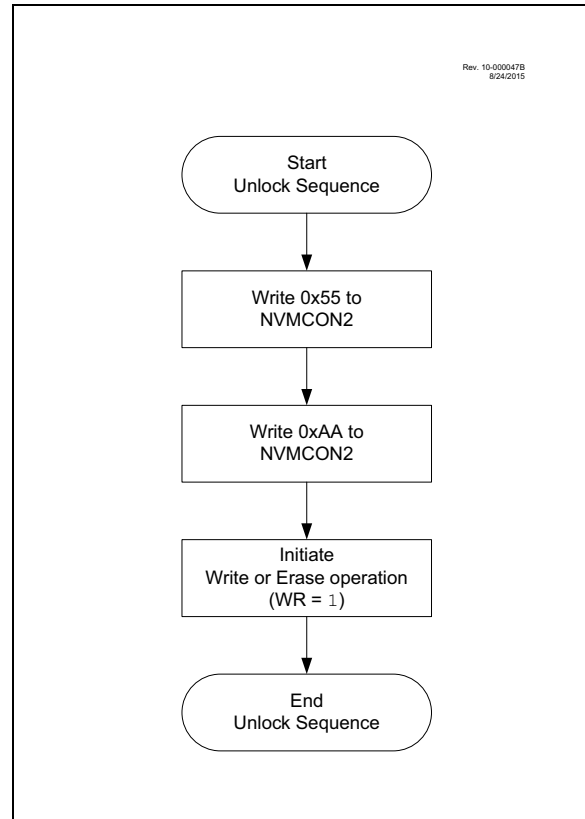 Rev. 10-000047B
8/24/2015
Start
Unlock Sequence
Write 0x55 to
NVMCON2
Write 0xAA to
NVMCON2
Initiate
Write or Erase operation
(WR = 1)
End
Unlock Sequence